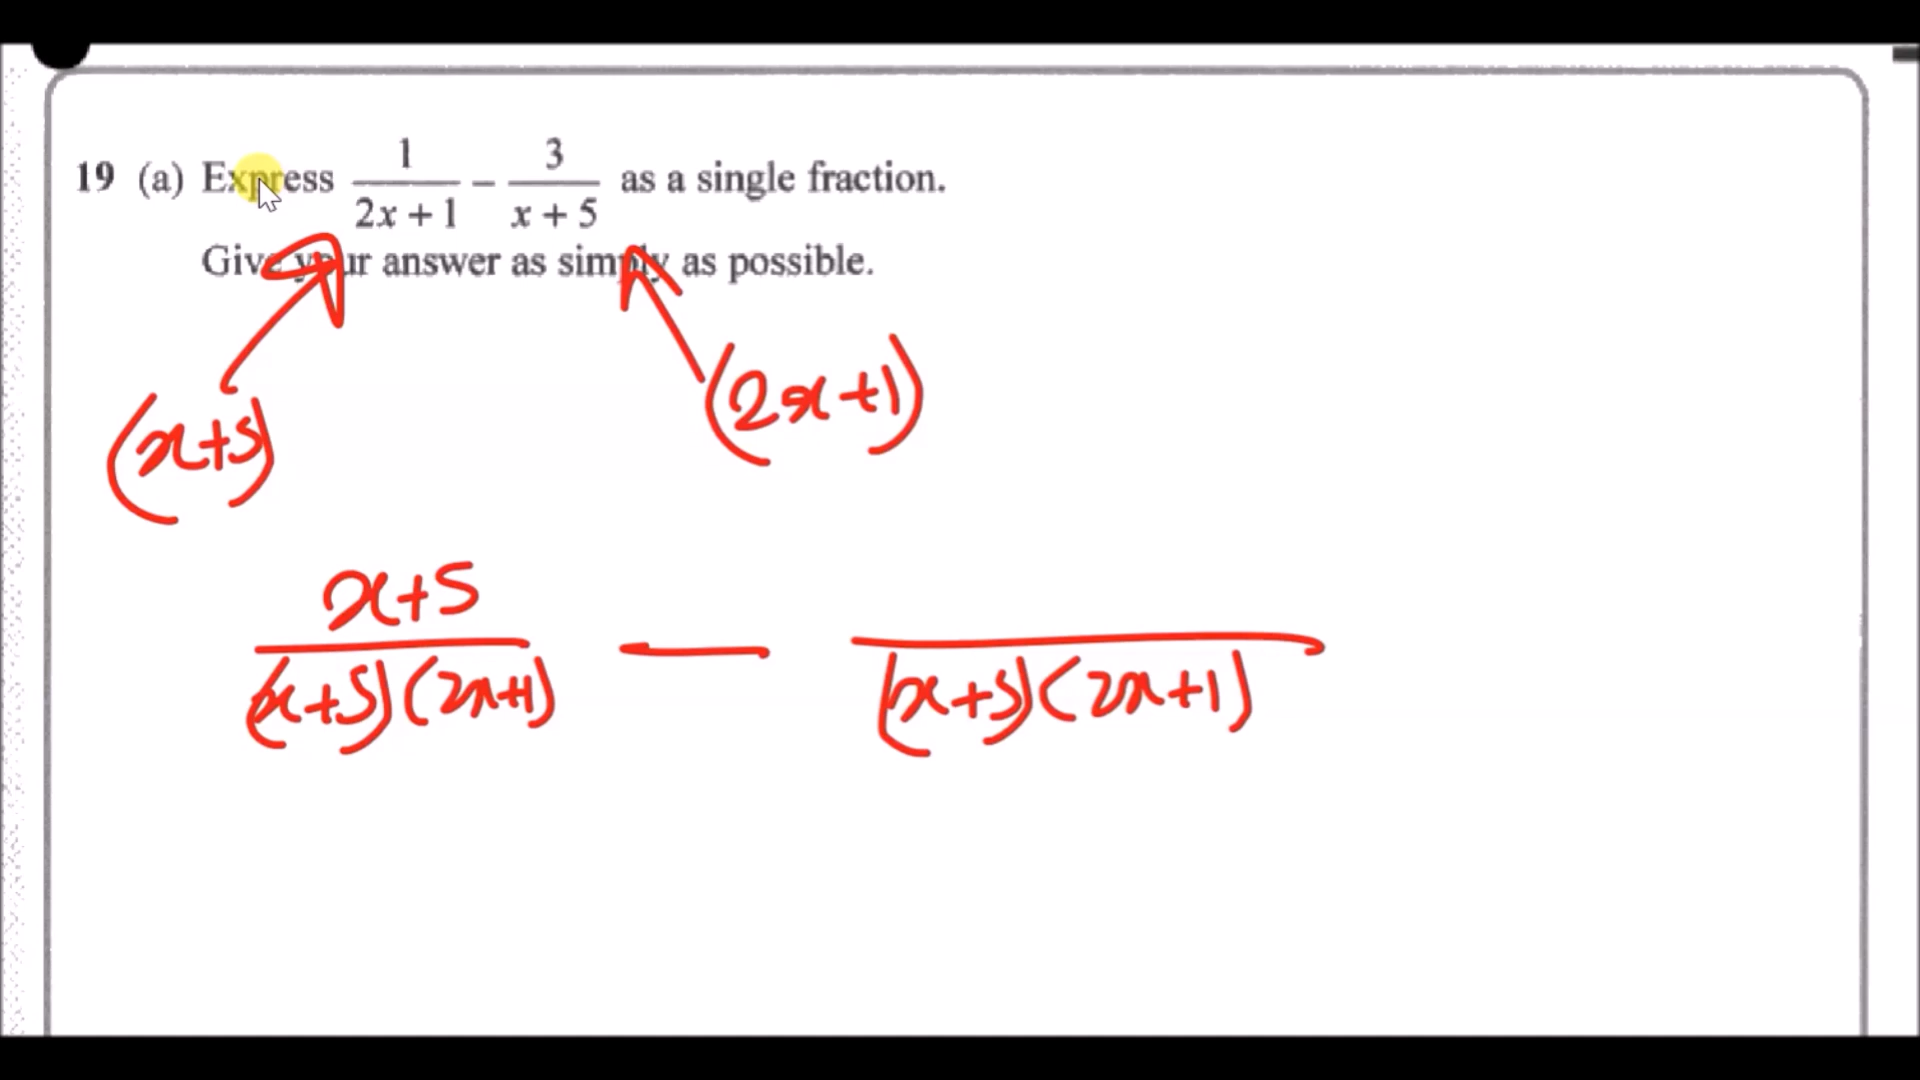 19 (a) Express 1/(2x + 1) − 3/(x + 5) as a single fraction.
Give your answer as simply as possible.
(x+5) (2x+1)
x+5
(x+5)(2x+1) — (x+5)(2x+1)